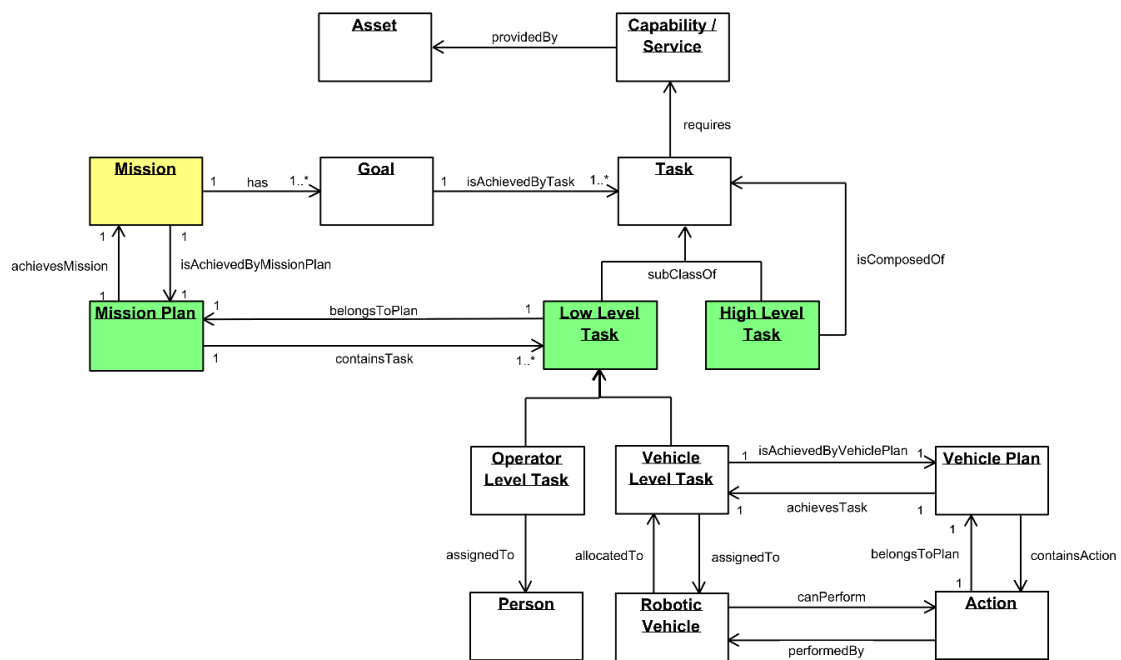 Asset
providedBy
Capability /
Service
requires
Mission
1
has
1..*
Goal
1
isAchievedByTask
1..*
Task
1
1
achievesMission
isAchievedByMissionPlan
1
1
subClassOf
isComposedOf
Mission Plan
1
belongsToPlan
1
1
containsTask
1..*
Low Level
Task
High Level
Task
Operator
Level Task
Vehicle
Level Task
1
isAchievedByVehiclePlan
1
Vehicle Plan
1
achievesTask
1
assignedTo
allocatedTo
assignedTo
1
belongsToPlan
1
containsAction
Person
Robotic
Vehicle
canPerform
performedBy
Action